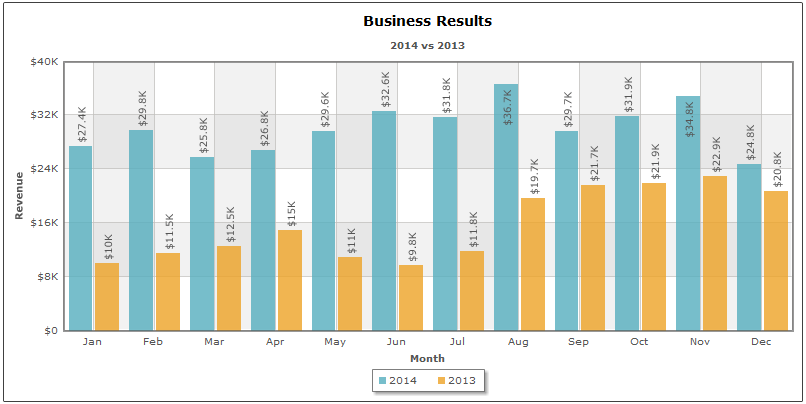 Business Results
2014 vs 2013
$40K
$32K
$24K
$16K
$8K
$0
Revenue
$27.4K
$10K
$29.8K
$11.5K
$25.8K
$12.5K
$26.8K
$15K
$29.6K
$11K
$32.6K
$9.8K
$31.8K
$11.8K
$36.7K
$19.7K
$29.7K
$21.7K
$31.9K
$21.9K
$34.8K
$22.9K
$24.8K
$20.8K
Jan Feb Mar Apr May Jun Jul Aug Sep Oct Nov Dec
Month
2014 2013